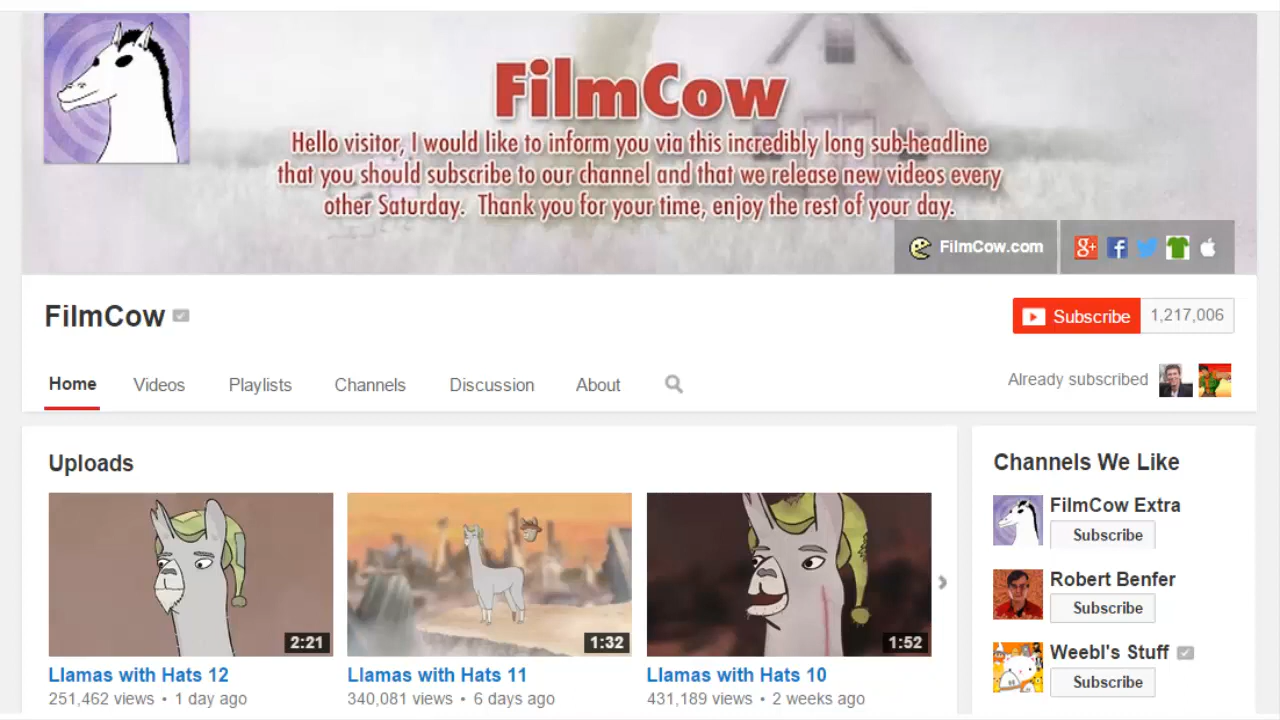 FilmCow
Hello visitor, I would like to inform you via this incredibly long sub-headline
that you should subscribe to our channel and that we release new videos every
other Saturday. Thank you for your time, enjoy the rest of your day.
FilmCow.com
g+ f
FilmCow
Subscribe 1,217,006
Home Videos Playlists Channels Discussion About
Already subscribed
Uploads
2:21 1:32 1:52
Llamas with Hats 12 Llamas with Hats 11 Llamas with Hats 10
251,462 views • 1 day ago 340,081 views • 6 days ago 431,189 views • 2 weeks ago
Channels We Like
FilmCow Extra
Subscribe
Robert Benfer
Subscribe
Weebl's Stuff
Subscribe